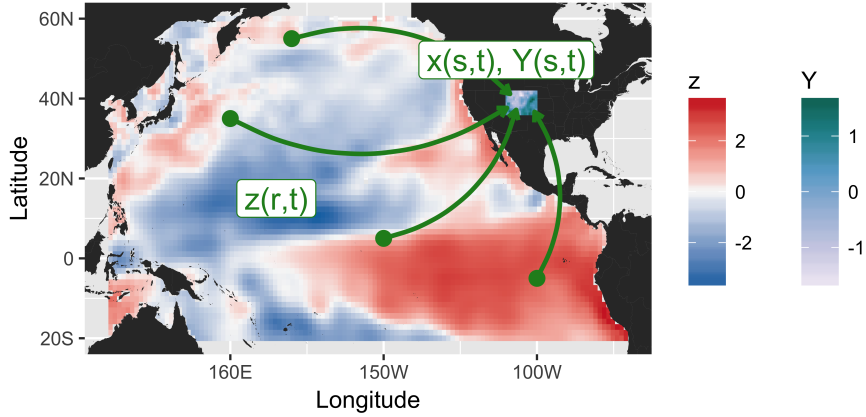 60N
40N
20N
0
20S
Latitude
160E
150W
100W
Longitude
x(s,t), Y(s,t)
z(r,t)
z
2
0
-2
Y
1
0
-1